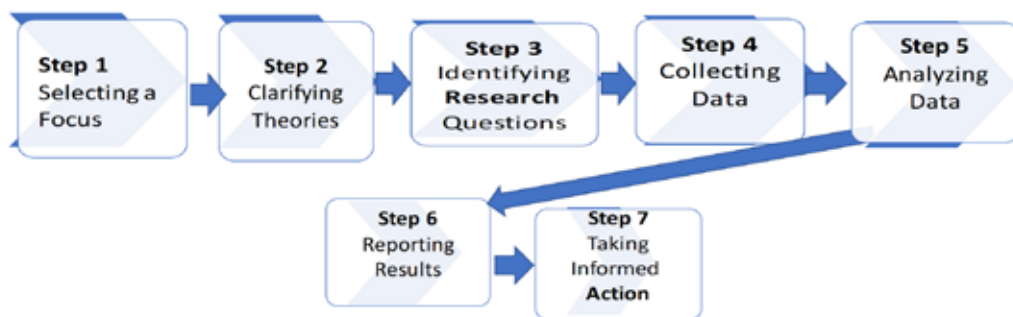 Step 1
Selecting a
Focus
Step 2
Clarifying
Theories
Step 3
Identifying
Research
Questions
Step 4
Collecting
Data
Step 5
Analyzing
Data
Step 6
Reporting
Results
Step 7
Taking
Informed
Action